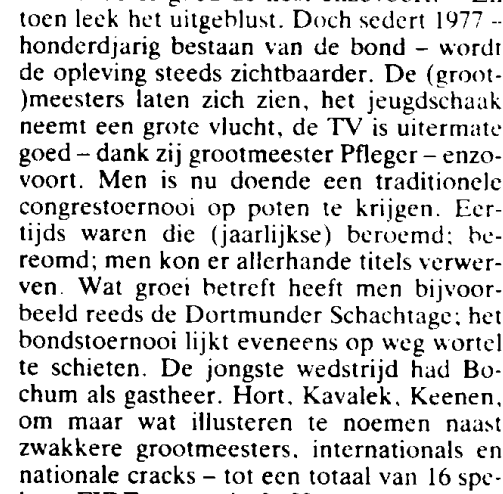 toen leek het uitgeblust. Doch sedert 1977 –
honderdjarig bestaan van de bond – wordt
de opleving steeds zichtbaarder. De (groot-
)meesters laten zich zien, het jeugdschaak
neemt een grote vlucht, de TV is uitermate
goed – dank zij grootmeester Pfleger – enzo-
voort. Men is nu doende een traditionele
congrestoernooi op poten te krijgen. Eer-
tijds waren die (jaarlijkse) beroemd; be-
reomd; men kon er allerhande titels verwer-
ven. Wat groei betreft heeft men bijvoor-
beeld reeds de Dortmunder Schachtage; het
bondstoernooi lijkt eveneens op weg wortel
te schieten. De jongste wedstrijd had Bo-
chum als gastheer. Hort, Kavalek, Keenen,
om maar wat illusteren te noemen naast
zwakkere grootmeesters, internationals en
nationale cracks – tot een totaal van 16 spe-